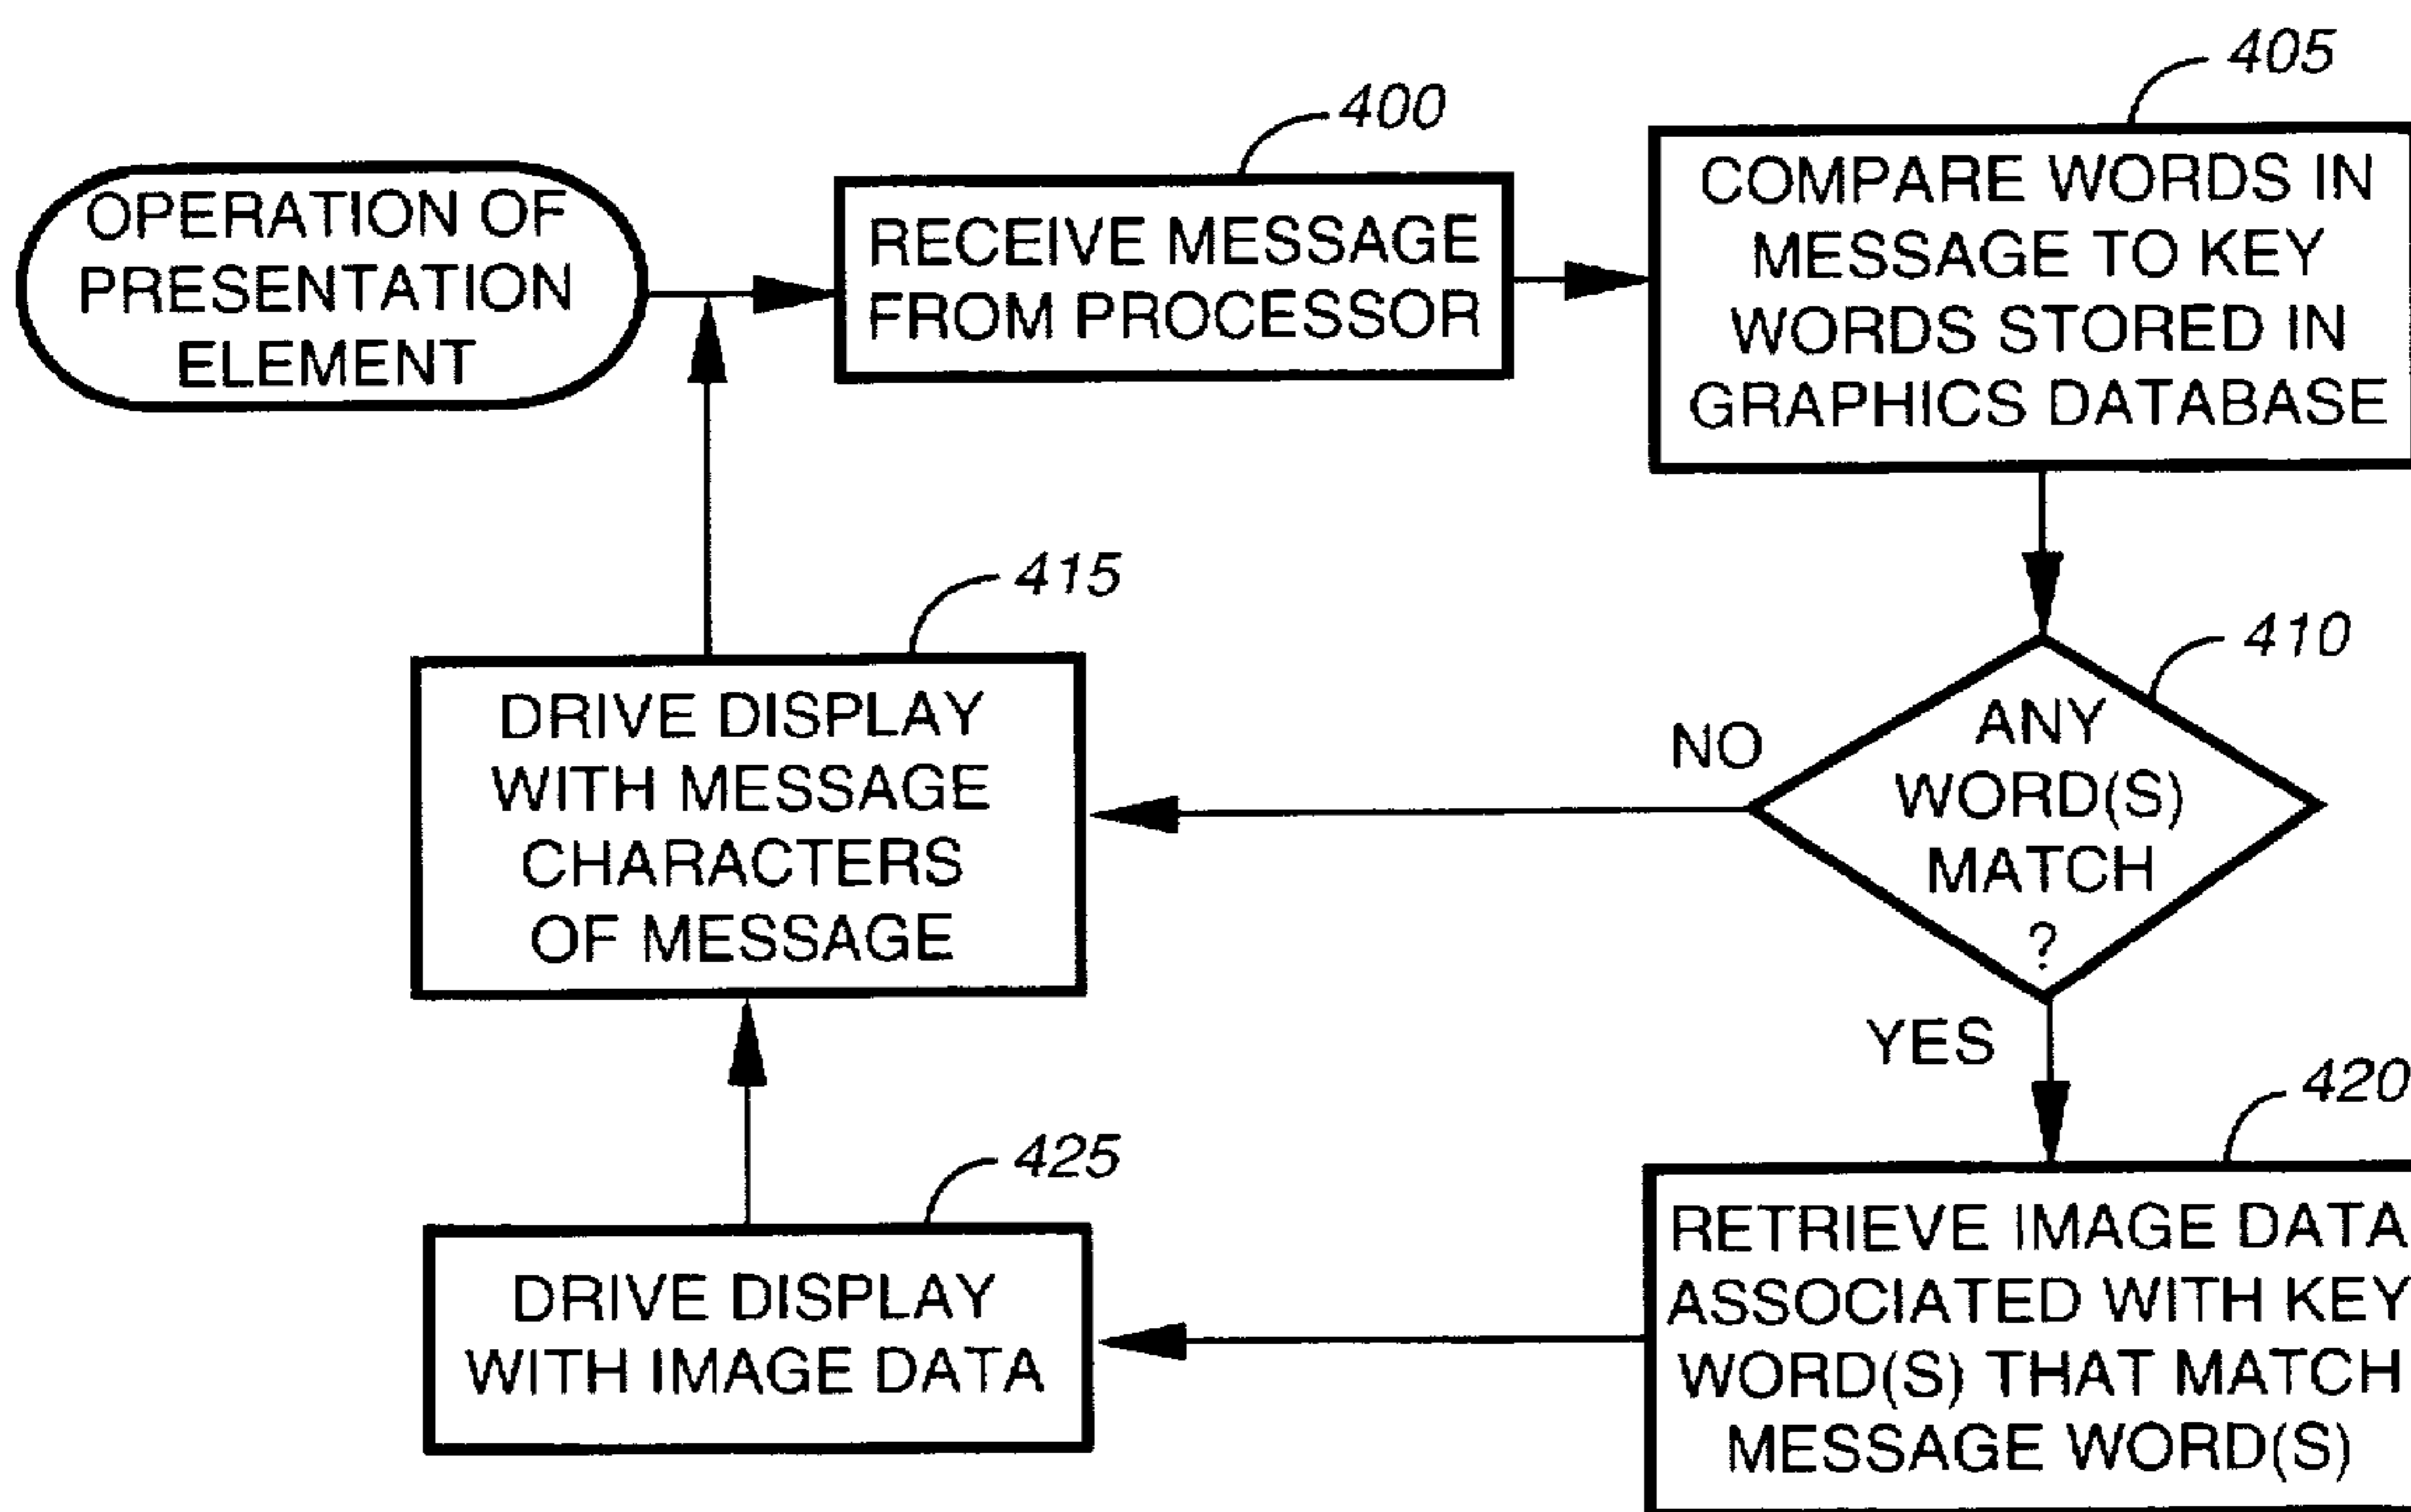 OPERATION OF
PRESENTATION
ELEMENT
400
RECEIVE MESSAGE
FROM PROCESSOR
405
COMPARE WORDS IN
MESSAGE TO KEY
WORDS STORED IN
GRAPHICS DATABASE
410
ANY
WORD(S)
MATCH
?
NO
YES
415
DRIVE DISPLAY
WITH MESSAGE
CHARACTERS
OF MESSAGE
420
RETRIEVE IMAGE DATA
ASSOCIATED WITH KEY
WORD(S) THAT MATCH
MESSAGE WORD(S)
425
DRIVE DISPLAY
WITH IMAGE DATA